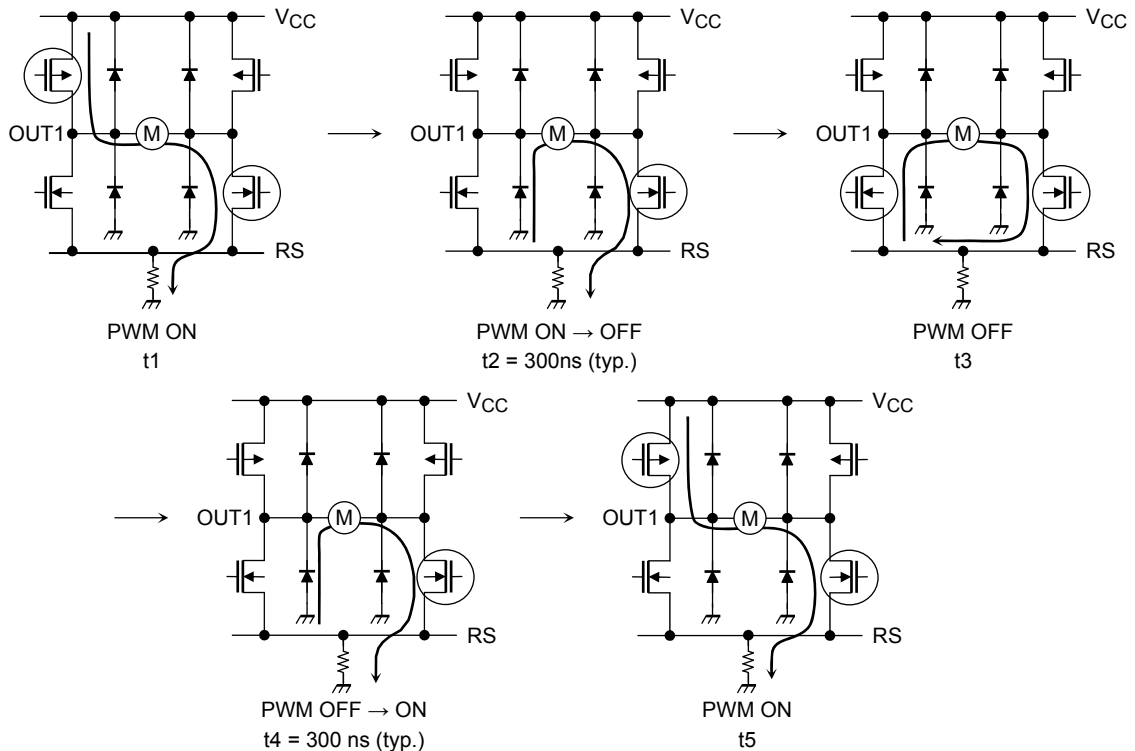 VCC
OUT1
M
RS
PWM ON
t1
VCC
OUT1
M
RS
PWM ON → OFF
t2 = 300ns (typ.)
VCC
OUT1
M
RS
PWM OFF
t3
VCC
OUT1
M
RS
PWM OFF → ON
t4 = 300 ns (typ.)
VCC
OUT1
M
RS
PWM ON
t5